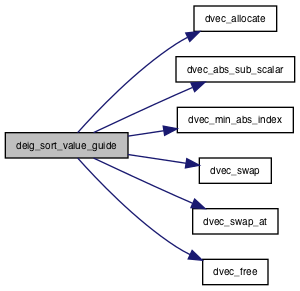 dvec_allocate
dvec_abs_sub_scalar
dvec_min_abs_index
deig_sort_value_guide
dvec_swap
dvec_swap_at
dvec_free